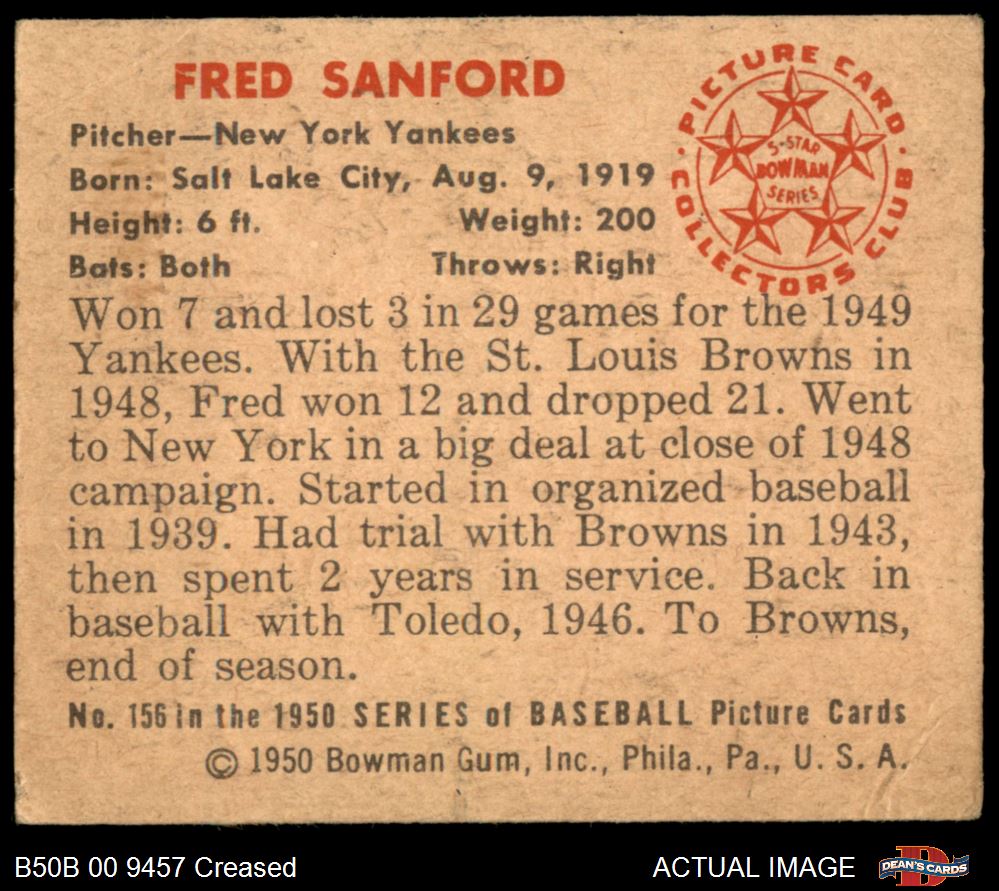 FRED SANFORD
Pitcher—New York Yankees
Born: Salt Lake City, Aug. 9, 1919
Height: 6 ft. Weight: 200
Bats: Both Throws: Right
PICTURE CARD
COLLECTORS CLUB
5-STAR
BOWMAN
SERIES
Won 7 and lost 3 in 29 games for the 1949
Yankees. With the St. Louis Browns in
1948, Fred won 12 and dropped 21. Went
to New York in a big deal at close of 1948
campaign. Started in organized baseball
in 1939. Had trial with Browns in 1943,
then spent 2 years in service. Back in
baseball with Toledo, 1946. To Browns,
end of season.
No. 156 in the 1950 SERIES of BASEBALL Picture Cards
© 1950 Bowman Gum, Inc., Phila., Pa., U. S. A.
B50B 00 9457 Creased ACTUAL IMAGE
DEAN'S CARDS